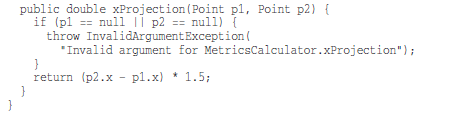 public double xProjection(Point p1, Point p2) {
if (p1 == null || p2 == null) {
throw InvalidArgumentException(
"Invalid argument for MetricsCalculator.xProjection");
}
return (p2.x - p1.x) * 1.5;
}
}